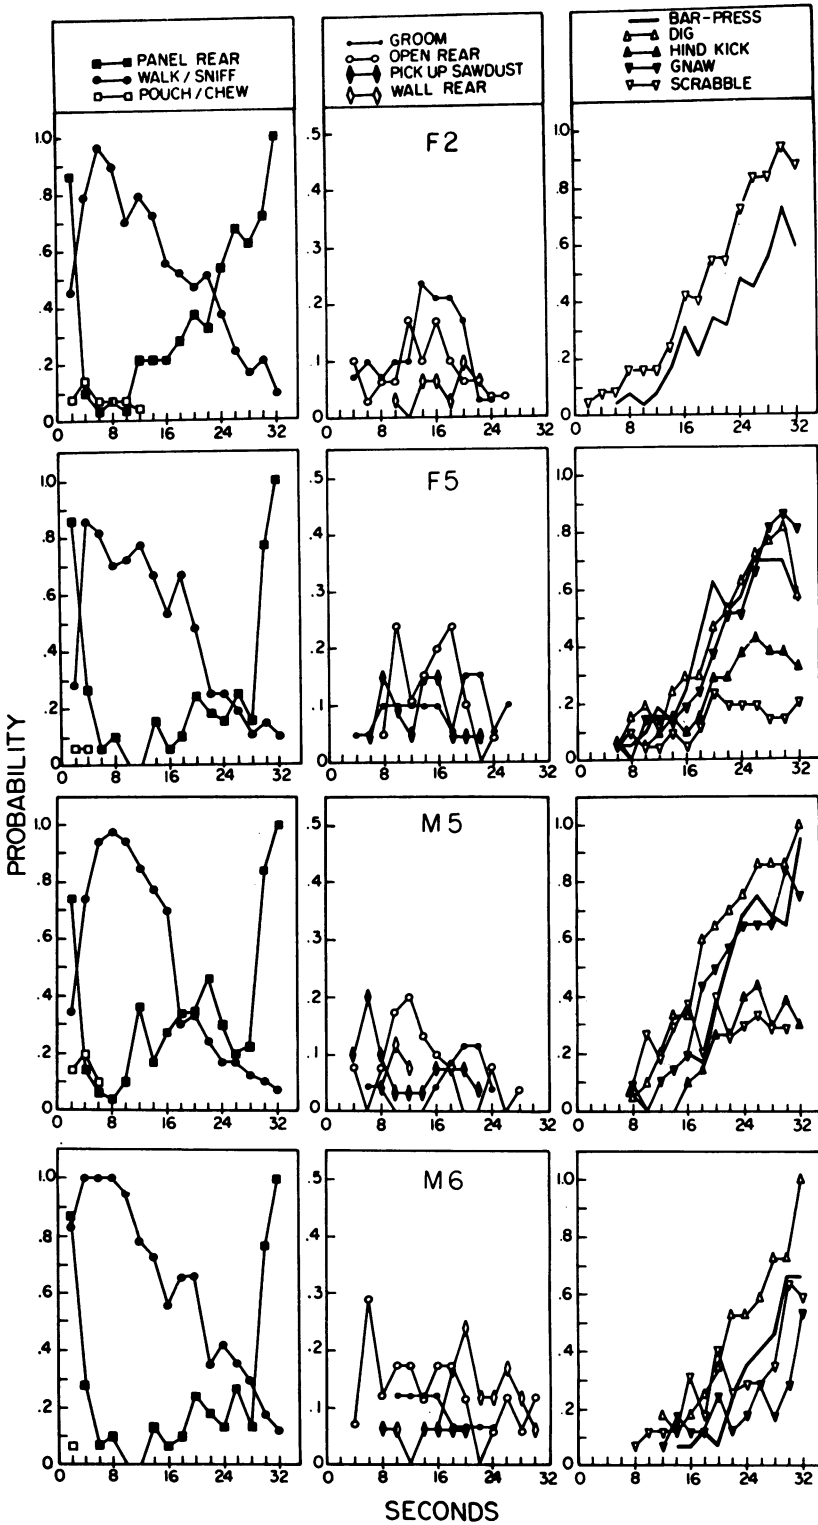 PANEL REAR
WALK / SNIFF
POUCH / CHEW
GROOM
OPEN REAR
PICK UP SAWDUST
WALL REAR
BAR-PRESS
DIG
HIND KICK
GNAW
SCRABBLE
F2
1.0
.8
.6
.4
.2
0
0 8 16 24 32
.5
.3
.1
0
0 8 16 24 32
1.0
.8
.6
.4
.2
0
0 8 16 24 32
F5
1.0
.8
.6
.4
.2
0
0 8 16 24 32
.5
.3
.1
0
0 8 16 24 32
1.0
.8
.6
.4
.2
0
0 8 16 24 32
M5
1.0
.8
.6
.4
.2
0
0 8 16 24 32
.5
.3
.1
0
0 8 16 24 32
1.0
.8
.6
.4
.2
0
0 8 16 24 32
M6
1.0
.8
.6
.4
.2
0
0 8 16 24 32
.5
.3
.2
.1
0
0 8 16 24 32
1.0
.8
.6
.4
.2
0
0 8 16 24 32
PROBABILITY
SECONDS